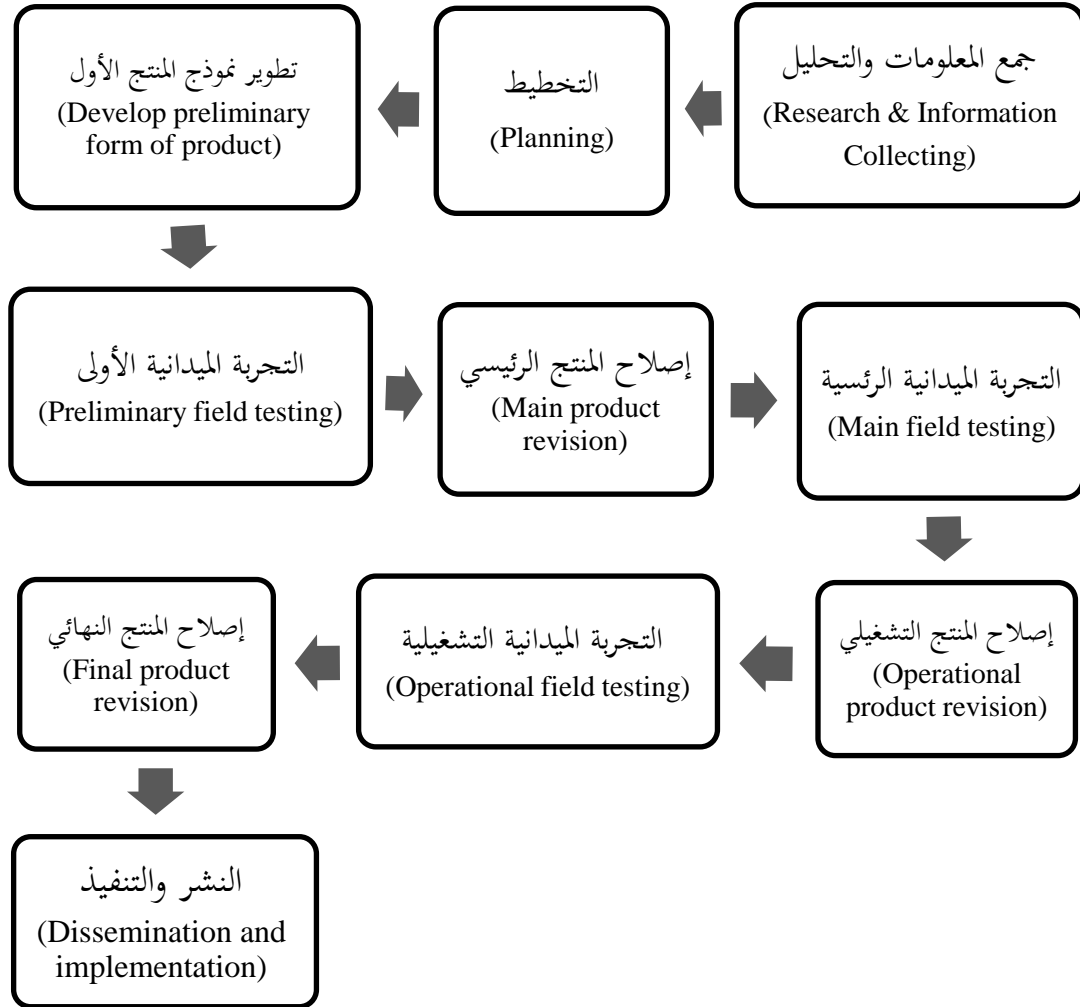 جمع المعلومات والتحليل
(Research & Information
Collecting)
التخطيط
(Planning)
تطوير نموذج المنتج الأول
(Develop preliminary
form of product)
التجربة الميدانية الأولى
(Preliminary field testing)
إصلاح المنتج الرئيسي
(Main product
revision)
التجربة الميدانية الرئسية
(Main field testing)
إصلاح المنتج التشغيلي
(Operational
product revision)
التجربة الميدانية التشغيلية
(Operational field testing)
إصلاح المنتج النهائي
(Final product
revision)
النشر والتنفيذ
(Dissemination and
implementation)